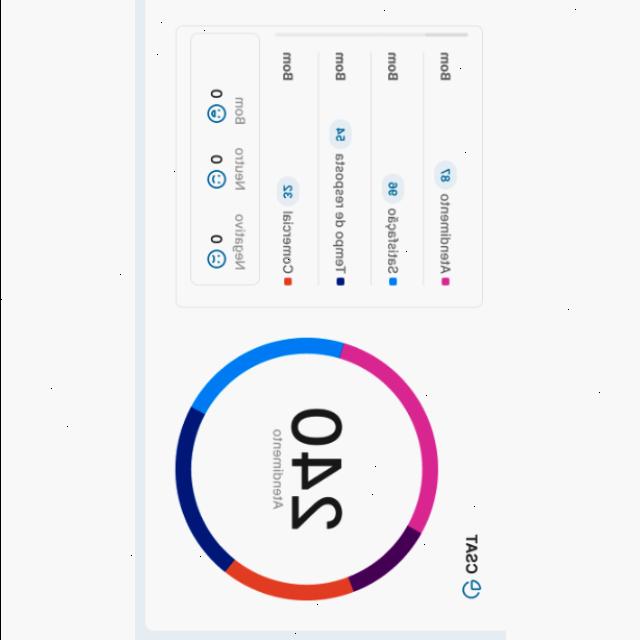 CSAT
240
Atendimento
Atendimento 87 Bom
Satisfação 66 Bom
Tempo de resposta 54 Bom
Comercial 32 Bom
Negativo Neutro Bom
0 0 0